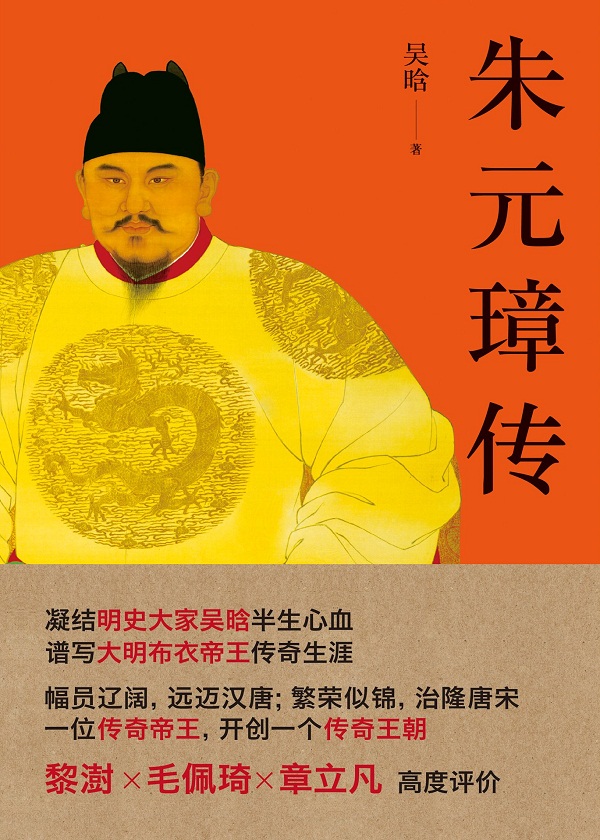 朱元璋传
吴晗
著
凝结明史大家吴晗半生心血
谱写大明布衣帝王传奇生涯
幅员辽阔，远迈汉唐；繁荣似锦，治隆唐宋
一位传奇帝王，开创一个传奇王朝
黎澍×毛佩琦×章立凡 高度评价